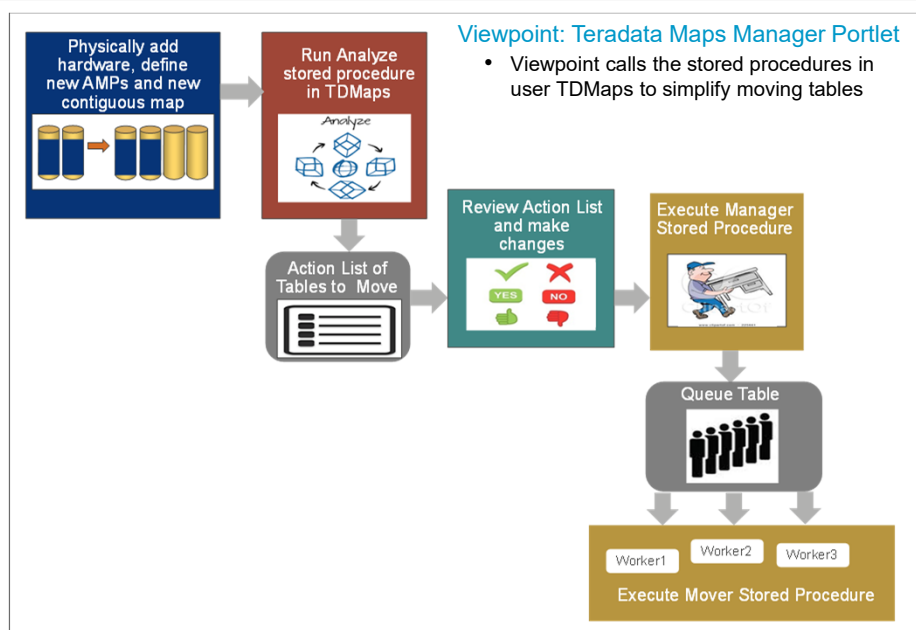 Viewpoint: Teradata Maps Manager Portlet
• Viewpoint calls the stored procedures in
user TDMaps to simplify moving tables
Physically add
hardware, define
new AMPs and new
contiguous map
Run Analyze
stored procedure
in TDMaps
Analyze
Action List of
Tables to Move
Review Action List
and make
changes
YES
NO
Execute Manager
Stored Procedure
Queue Table
Worker1
Worker2
Worker3
Execute Mover Stored Procedure